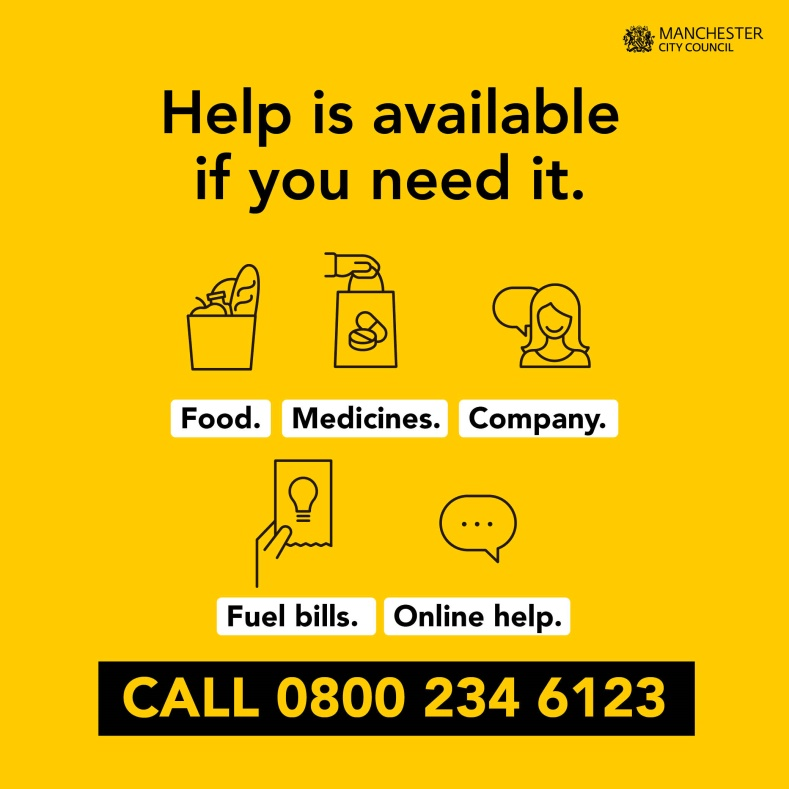 MANCHESTER
CITY COUNCIL
Help is available
if you need it.
Food. Medicines. Company.
Fuel bills. Online help.
CALL 0800 234 6123